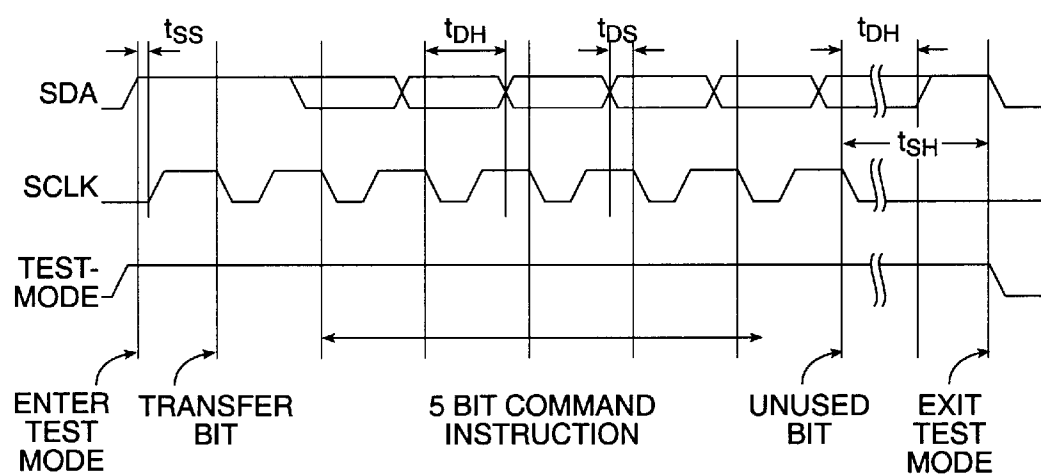 tSS
tDH
tDS
tDH
SDA
tSH
SCLK
TEST-
MODE
ENTER
TEST
MODE
TRANSFER
BIT
5 BIT COMMAND
INSTRUCTION
UNUSED
BIT
EXIT
TEST
MODE